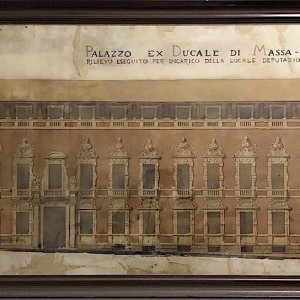 PALAZZO EX DUCALE DI MASSA-
RILIEVO ESEGUITO PER INCARICO DELLA LOCALE DEPUTAZIO